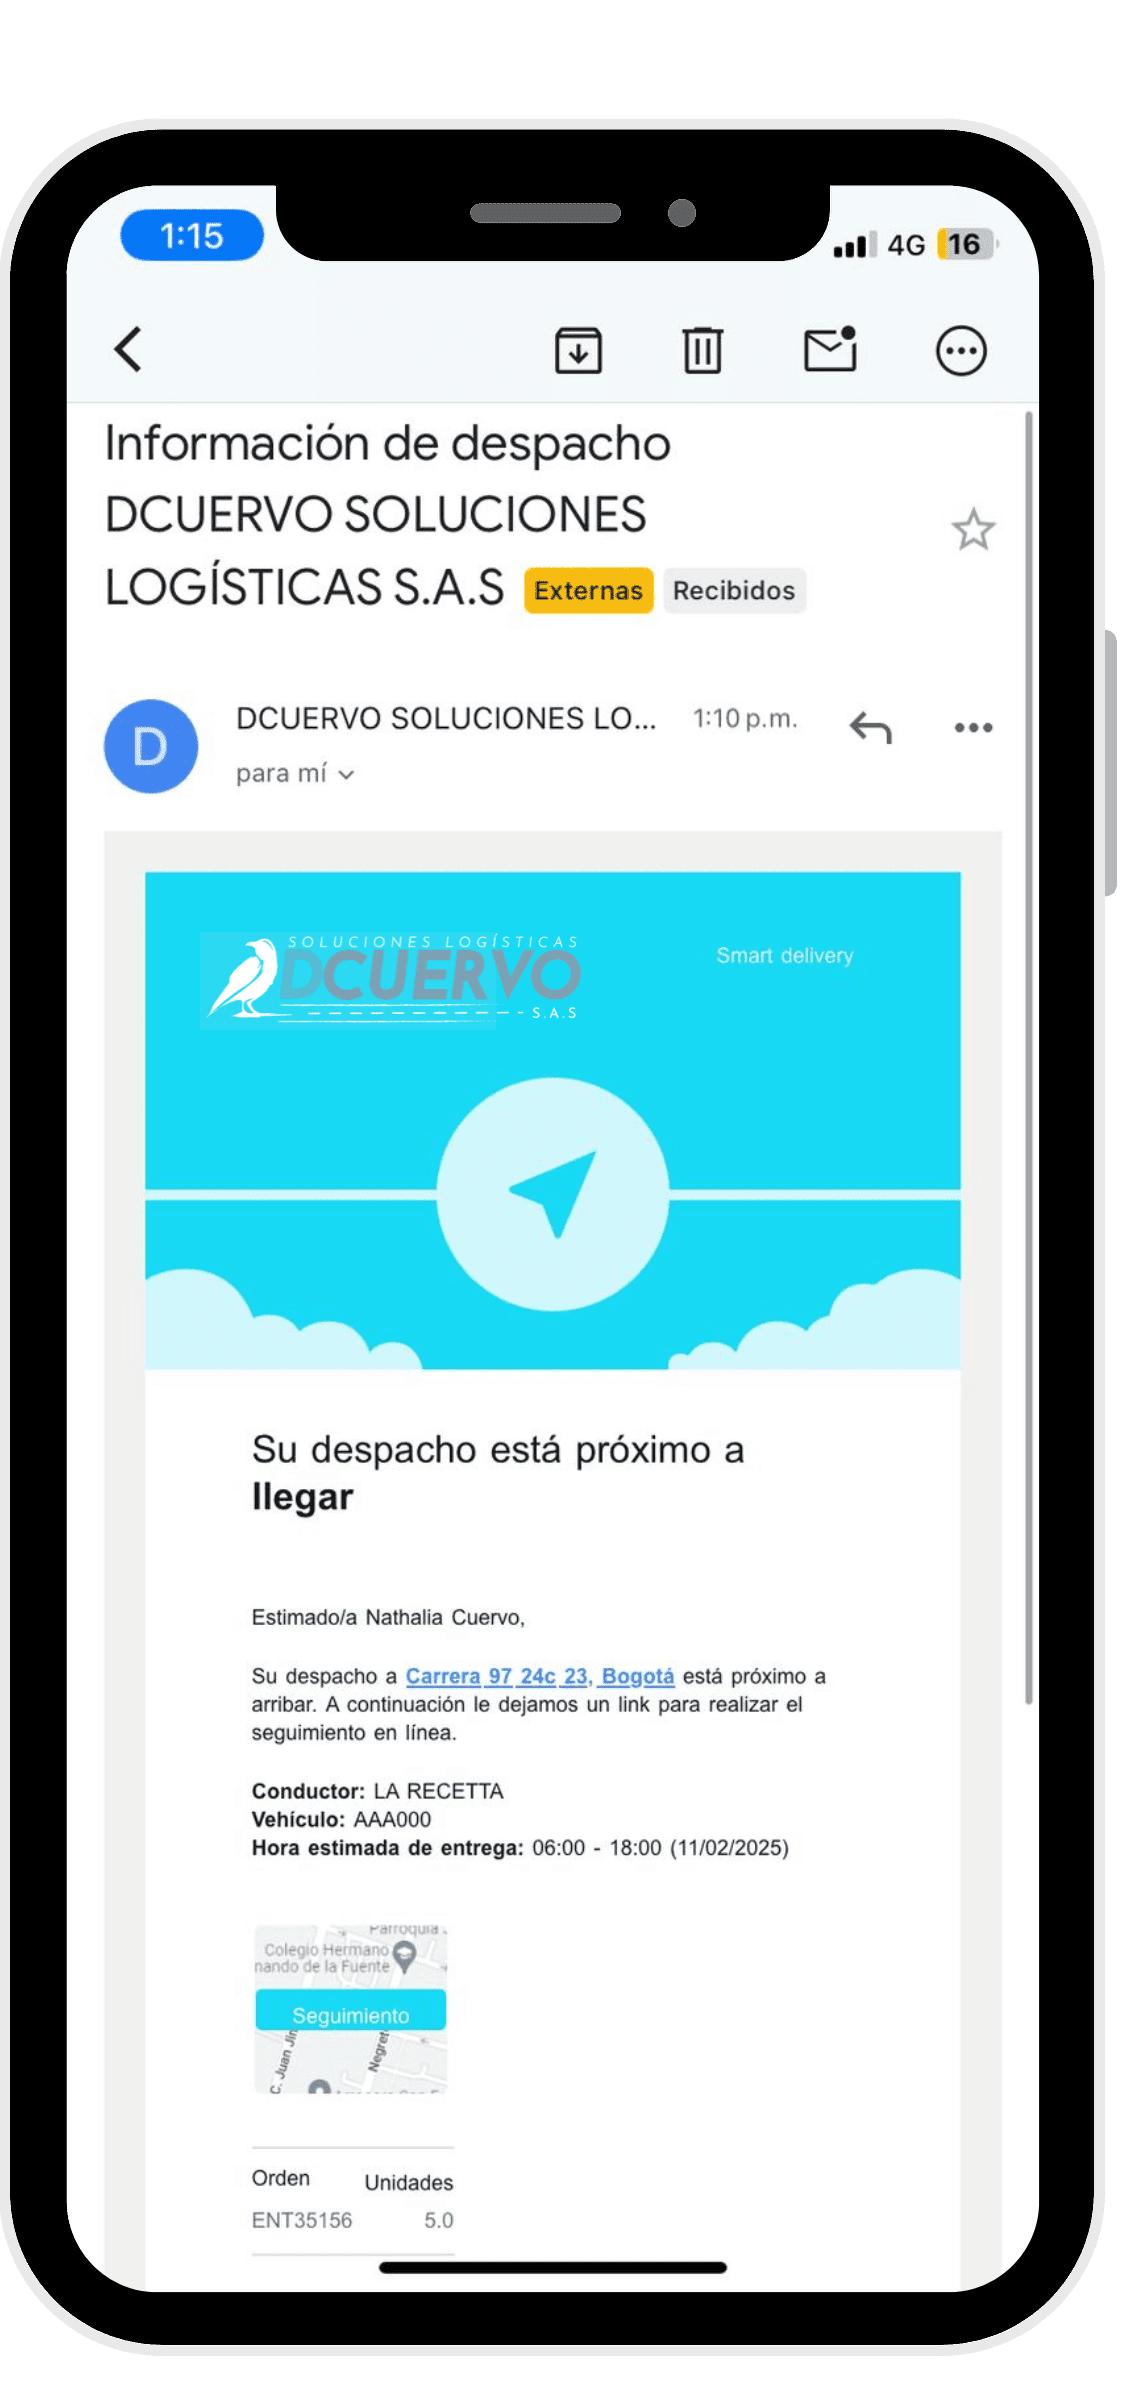 1:15
4G 16
Información de despacho
DCUERVO SOLUCIONES
LOGÍSTICAS S.A.S Externas Recibidos
D
DCUERVO SOLUCIONES LO... 1:10 p.m.
para mí
SOLUCIONES LOGÍSTICAS
DCUERVO
S.A.S
Smart delivery
Su despacho está próximo a
llegar
Estimado/a Nathalia Cuervo,
Su despacho a Carrera 97 24c 23, Bogotá está próximo a
arribar. A continuación le dejamos un link para realizar el
seguimiento en línea.
Conductor: LA RECETTA
Vehículo: AAA000
Hora estimada de entrega: 06:00 - 18:00 (11/02/2025)
Parroquia
Colegio Hermano
nando de la Fuente
Seguimiento
C. Juan Jin
Negret
Orden Unidades
ENT35156 5.0